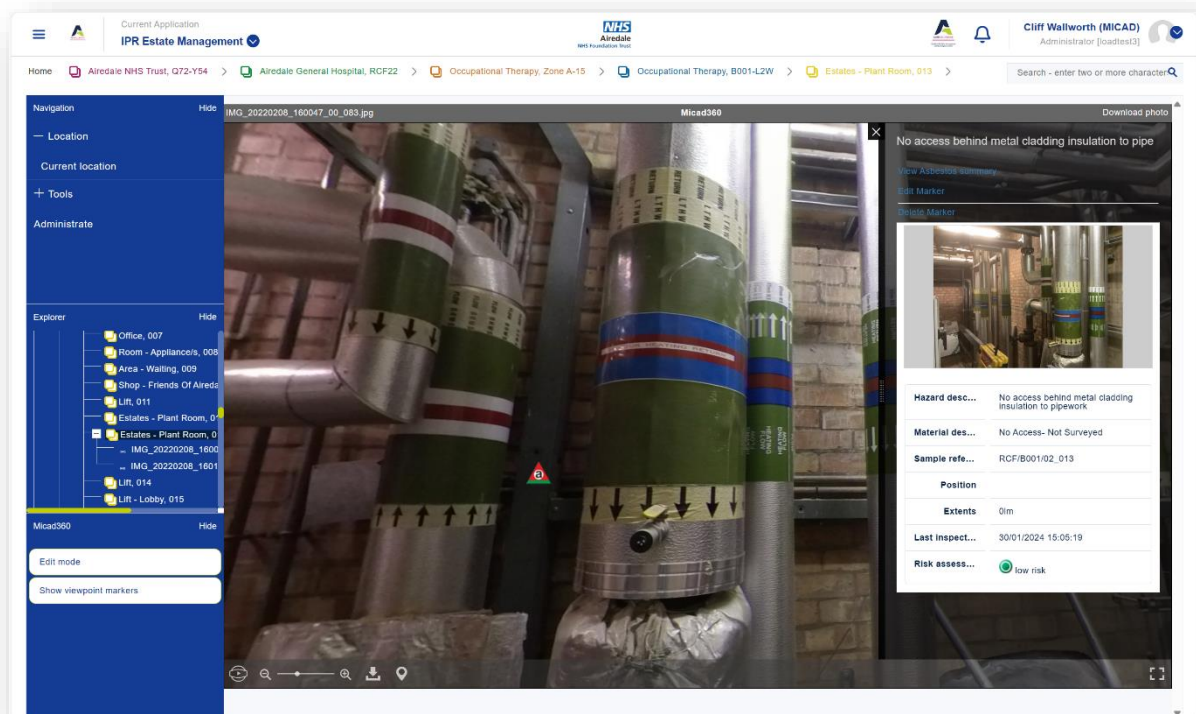 Current Application
IPR Estate Management
NHS
Airedale
NHS Foundation Trust
Cliff Wallworth (MICAD)
Administrator [loadtest3]
Home
Airedale NHS Trust, Q72-Y54
Airedale General Hospital, RCF22
Occupational Therapy, Zone A-15
Occupational Therapy, B001-L2W
Estates - Plant Room, 013
Search - enter two or more character
Navigation Hide
— Location
Current location
+ Tools
Administrate
Explorer Hide
Office, 007
Room - Appliance/s, 008
Area - Waiting, 009
Shop - Friends Of Aireda
Lift, 011
Estates - Plant Room, 0
Estates - Plant Room, 0
IMG_20220208_1600
IMG_20220208_1601
Lift, 014
Lift - Lobby, 015
Micad360 Hide
Edit mode
Show viewpoint markers
IMG_20220208_160047_00_083.jpg Micad360 Download photo
RETURN
LTHW
HEATING RETURN
HEATING
FLOW
a
No access behind metal cladding insulation to pipe
View Asbestos summary
Edit Marker
Delete Marker
Hazard desc... No access behind metal cladding
insulation to pipework
Material des... No Access- Not Surveyed
Sample refe... RCF/B001/02_013
Position
Extents 0lm
Last inspect... 30/01/2024 15:05:19
Risk assess... low risk